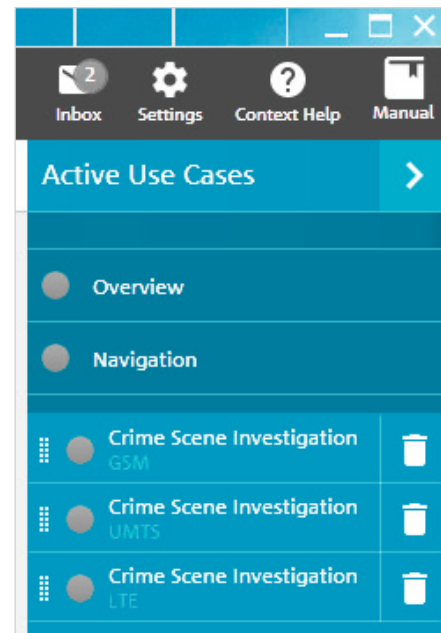 2
Inbox Settings Context Help Manual
Active Use Cases
Overview
Navigation
Crime Scene Investigation
GSM
Crime Scene Investigation
UMTS
Crime Scene Investigation
LTE